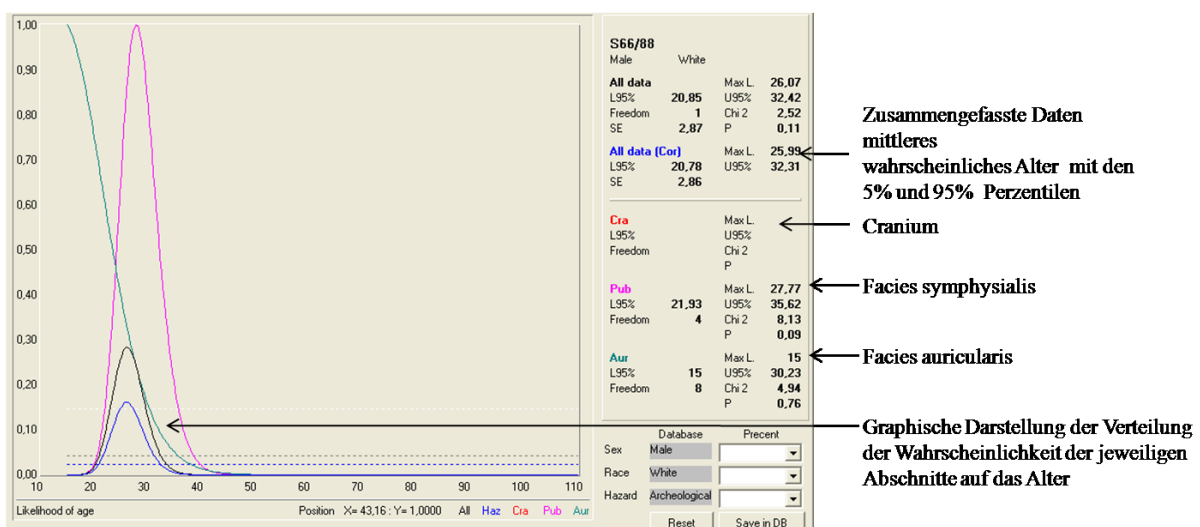 1,00
0,90
0,80
0,70
0,60
0,50
0,40
0,30
0,20
0,10
0,00
10 20 30 40 50 60 70 80 90 100 110
Likelihood of age Position X= 43,16 : Y= 1,0000 All Haz Cra Pub Aur
S66/88
Male White
All data Max L. 26,07
L95% 20,85 U95% 32,42
Freedom 1 Chi 2 2,52
SE 2,87 P 0,11
All data (Cor) Max L. 25,99
L95% 20,78 U95% 32,31
SE 2,86
Cra Max L.
L95% U95%
Freedom Chi 2
P
Pub Max L. 27,77
L95% 21,93 U95% 35,62
Freedom 4 Chi 2 8,13
P 0,09
Aur Max L. 15
L95% 15 U95% 30,23
Freedom 8 Chi 2 4,94
P 0,76
Database Precent
Sex Male
Race White
Hazard Archeological
Reset Save in DB
Zusammengefasste Daten
mittleres
wahrscheinliches Alter mit den
5% und 95% Perzentilen
Cranium
Facies symphysialis
Facies auricularis
Graphische Darstellung der Verteilung
der Wahrscheinlichkeit der jeweiligen
Abschnitte auf das Alter